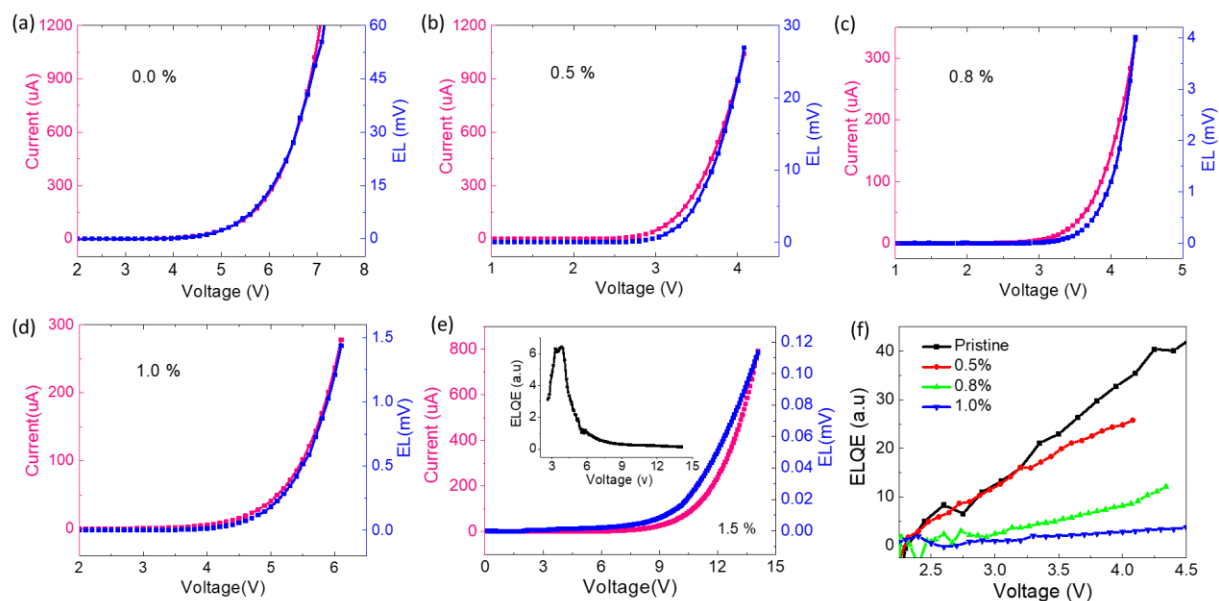 (a)
0.0 %
Current (uA)
1200
900
600
300
0
EL (mV)
60
45
30
15
0
2 3 4 5 6 7 8
Voltage (V)
(b)
0.5 %
Current (uA)
1200
900
600
300
0
EL (mV)
30
20
10
0
1 2 3 4
Voltage (V)
(c)
0.8 %
Current (uA)
300
200
100
0
EL (mV)
4
3
2
1
0
1 2 3 4 5
Voltage (V)
(d)
1.0 %
Current(uA)
300
200
100
0
EL(mV)
1.5
1.0
0.5
0.0
2 3 4 5 6
Voltage (V)
(e)
1.5 %
Current (uA)
800
600
400
200
0
EL(mV)
0.12
0.10
0.08
0.06
0.04
0.02
0.00
0 3 6 9 12 15
Voltage(V)
ELQE (a.u)
6
4
2
0
3 6 9 12 15
Voltage (v)
(f)
Pristine
0.5%
0.8%
1.0%
ELQE (a.u)
40
30
20
10
0
2.5 3.0 3.5 4.0 4.5
Voltage (V)